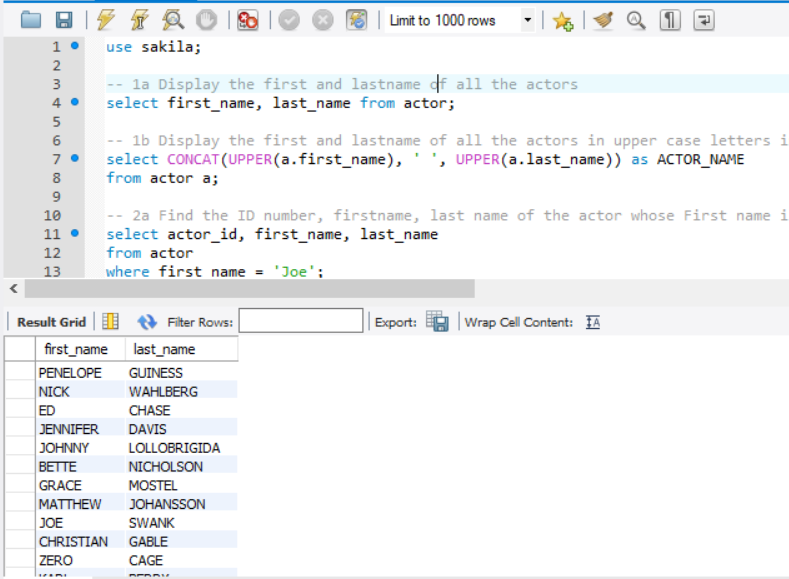 Limit to 1000 rows
1 use sakila;
2
3 -- 1a Display the first and lastname of all the actors
4 select first_name, last_name from actor;
5
6 -- 1b Display the first and lastname of all the actors in upper case letters i
7 select CONCAT(UPPER(a.first_name), ' ', UPPER(a.last_name)) as ACTOR_NAME
8 from actor a;
9
10 -- 2a Find the ID number, firstname, last name of the actor whose First name i
11 select actor_id, first_name, last_name
12 from actor
13 where first_name = 'Joe';
Result Grid Filter Rows: Export: Wrap Cell Content: IA
first_name last_name
PENELOPE GUINESS
NICK WAHLBERG
ED CHASE
JENNIFER DAVIS
JOHNNY LOLLOBRIGIDA
BETTE NICHOLSON
GRACE MOSTEL
MATTHEW JOHANSSON
JOE SWANK
CHRISTIAN GABLE
ZERO CAGE